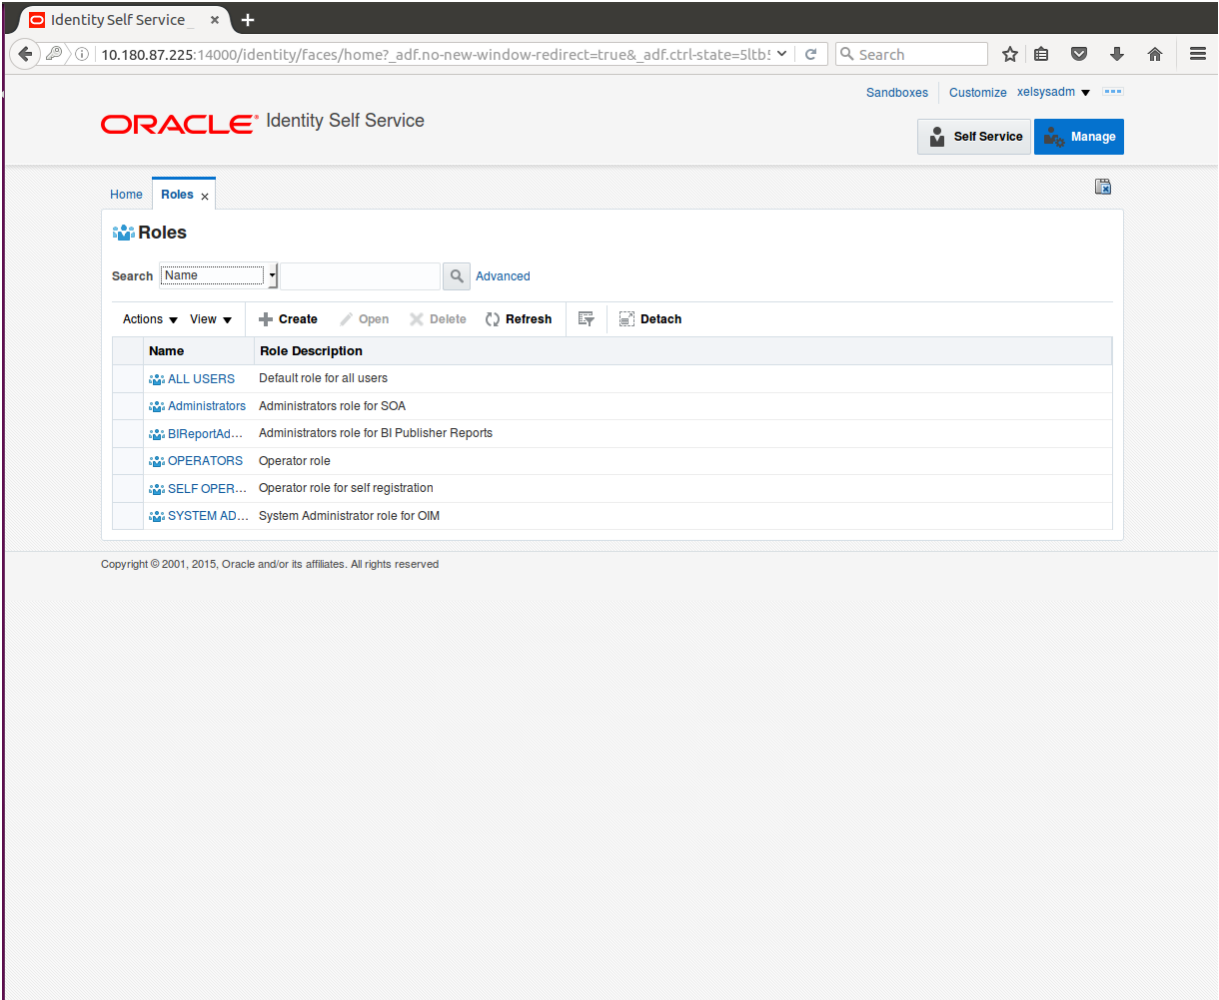 Identity Self Service
10.180.87.225:14000/identity/faces/home?_adf.no-new-window-redirect=true&_adf.ctrl-state=5ltb5
Search
Sandboxes Customize xelsysadm
ORACLE Identity Self Service
Self Service Manage
Home Roles
Roles
Search Name Advanced
Actions View Create Open Delete Refresh Detach
Name Role Description
ALL USERS Default role for all users
Administrators Administrators role for SOA
BIReportAd... Administrators role for BI Publisher Reports
OPERATORS Operator role
SELF OPER... Operator role for self registration
SYSTEM AD... System Administrator role for OIM
Copyright © 2001, 2015, Oracle and/or its affiliates. All rights reserved